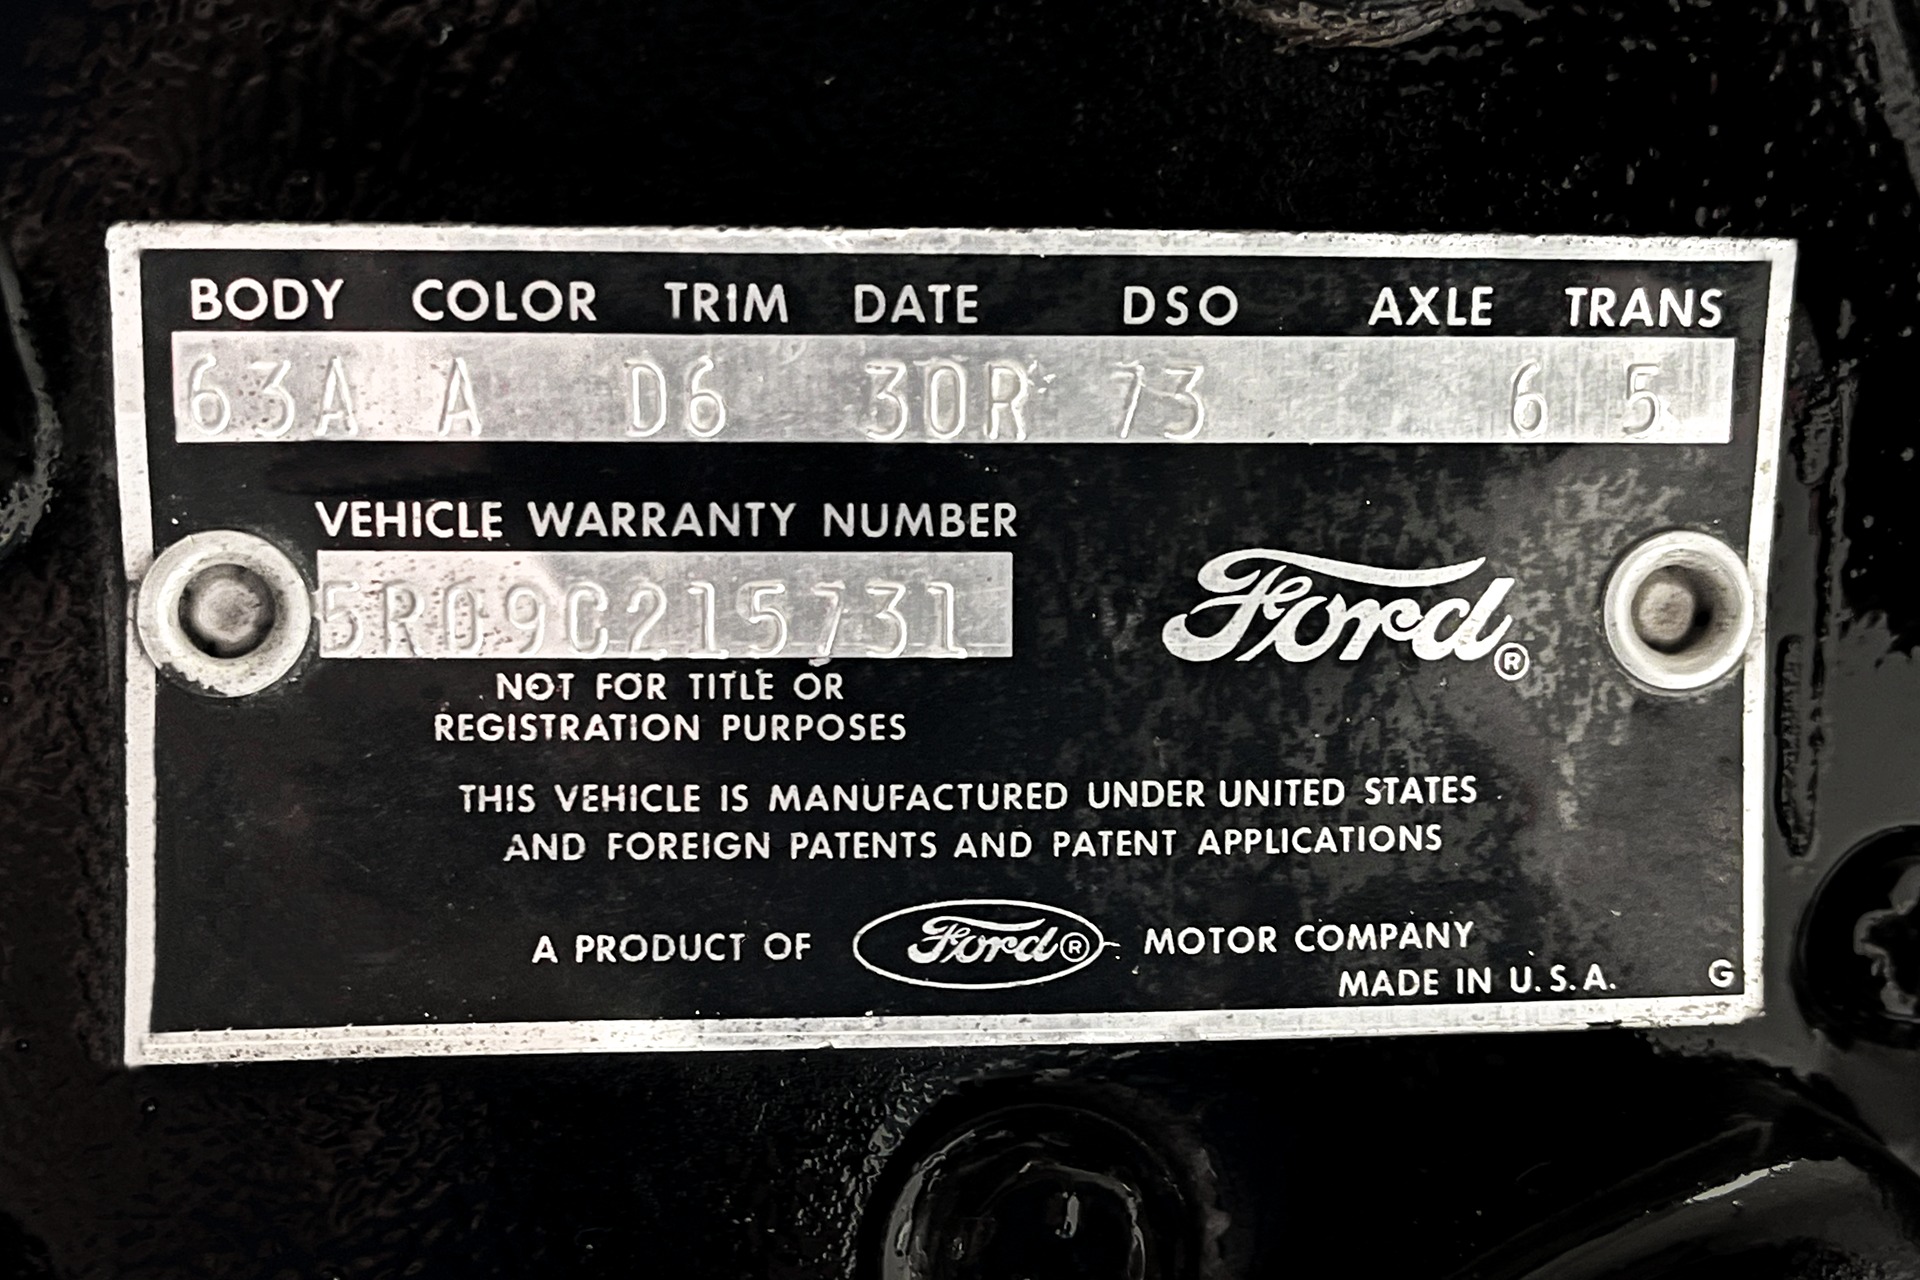 BODY COLOR TRIM DATE DSO AXLE TRANS
63A A D6 30R 73 6 5
VEHICLE WARRANTY NUMBER
5R09C215731
Ford®
NOT FOR TITLE OR
REGISTRATION PURPOSES
THIS VEHICLE IS MANUFACTURED UNDER UNITED STATES
AND FOREIGN PATENTS AND PATENT APPLICATIONS
A PRODUCT OF Ford® MOTOR COMPANY
MADE IN U.S.A. G